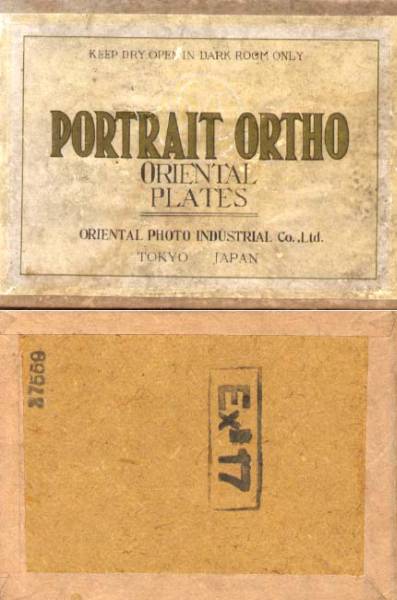 KEEP DRY OPEN IN DARK ROOM ONLY
PORTRAIT ORTHO
ORIENTAL
PLATES
ORIENTAL PHOTO INDUSTRIAL Co.,Ltd.
TOKYO JAPAN
37559
Ex 17